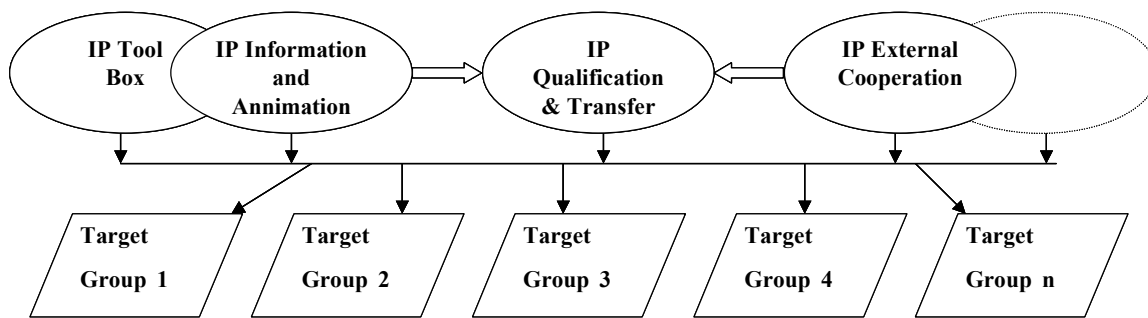 IP Tool
Box
IP Information
and
Annimation
IP
Qualification
& Transfer
IP External
Cooperation
Target
Group 1
Target
Group 2
Target
Group 3
Target
Group 4
Target
Group n